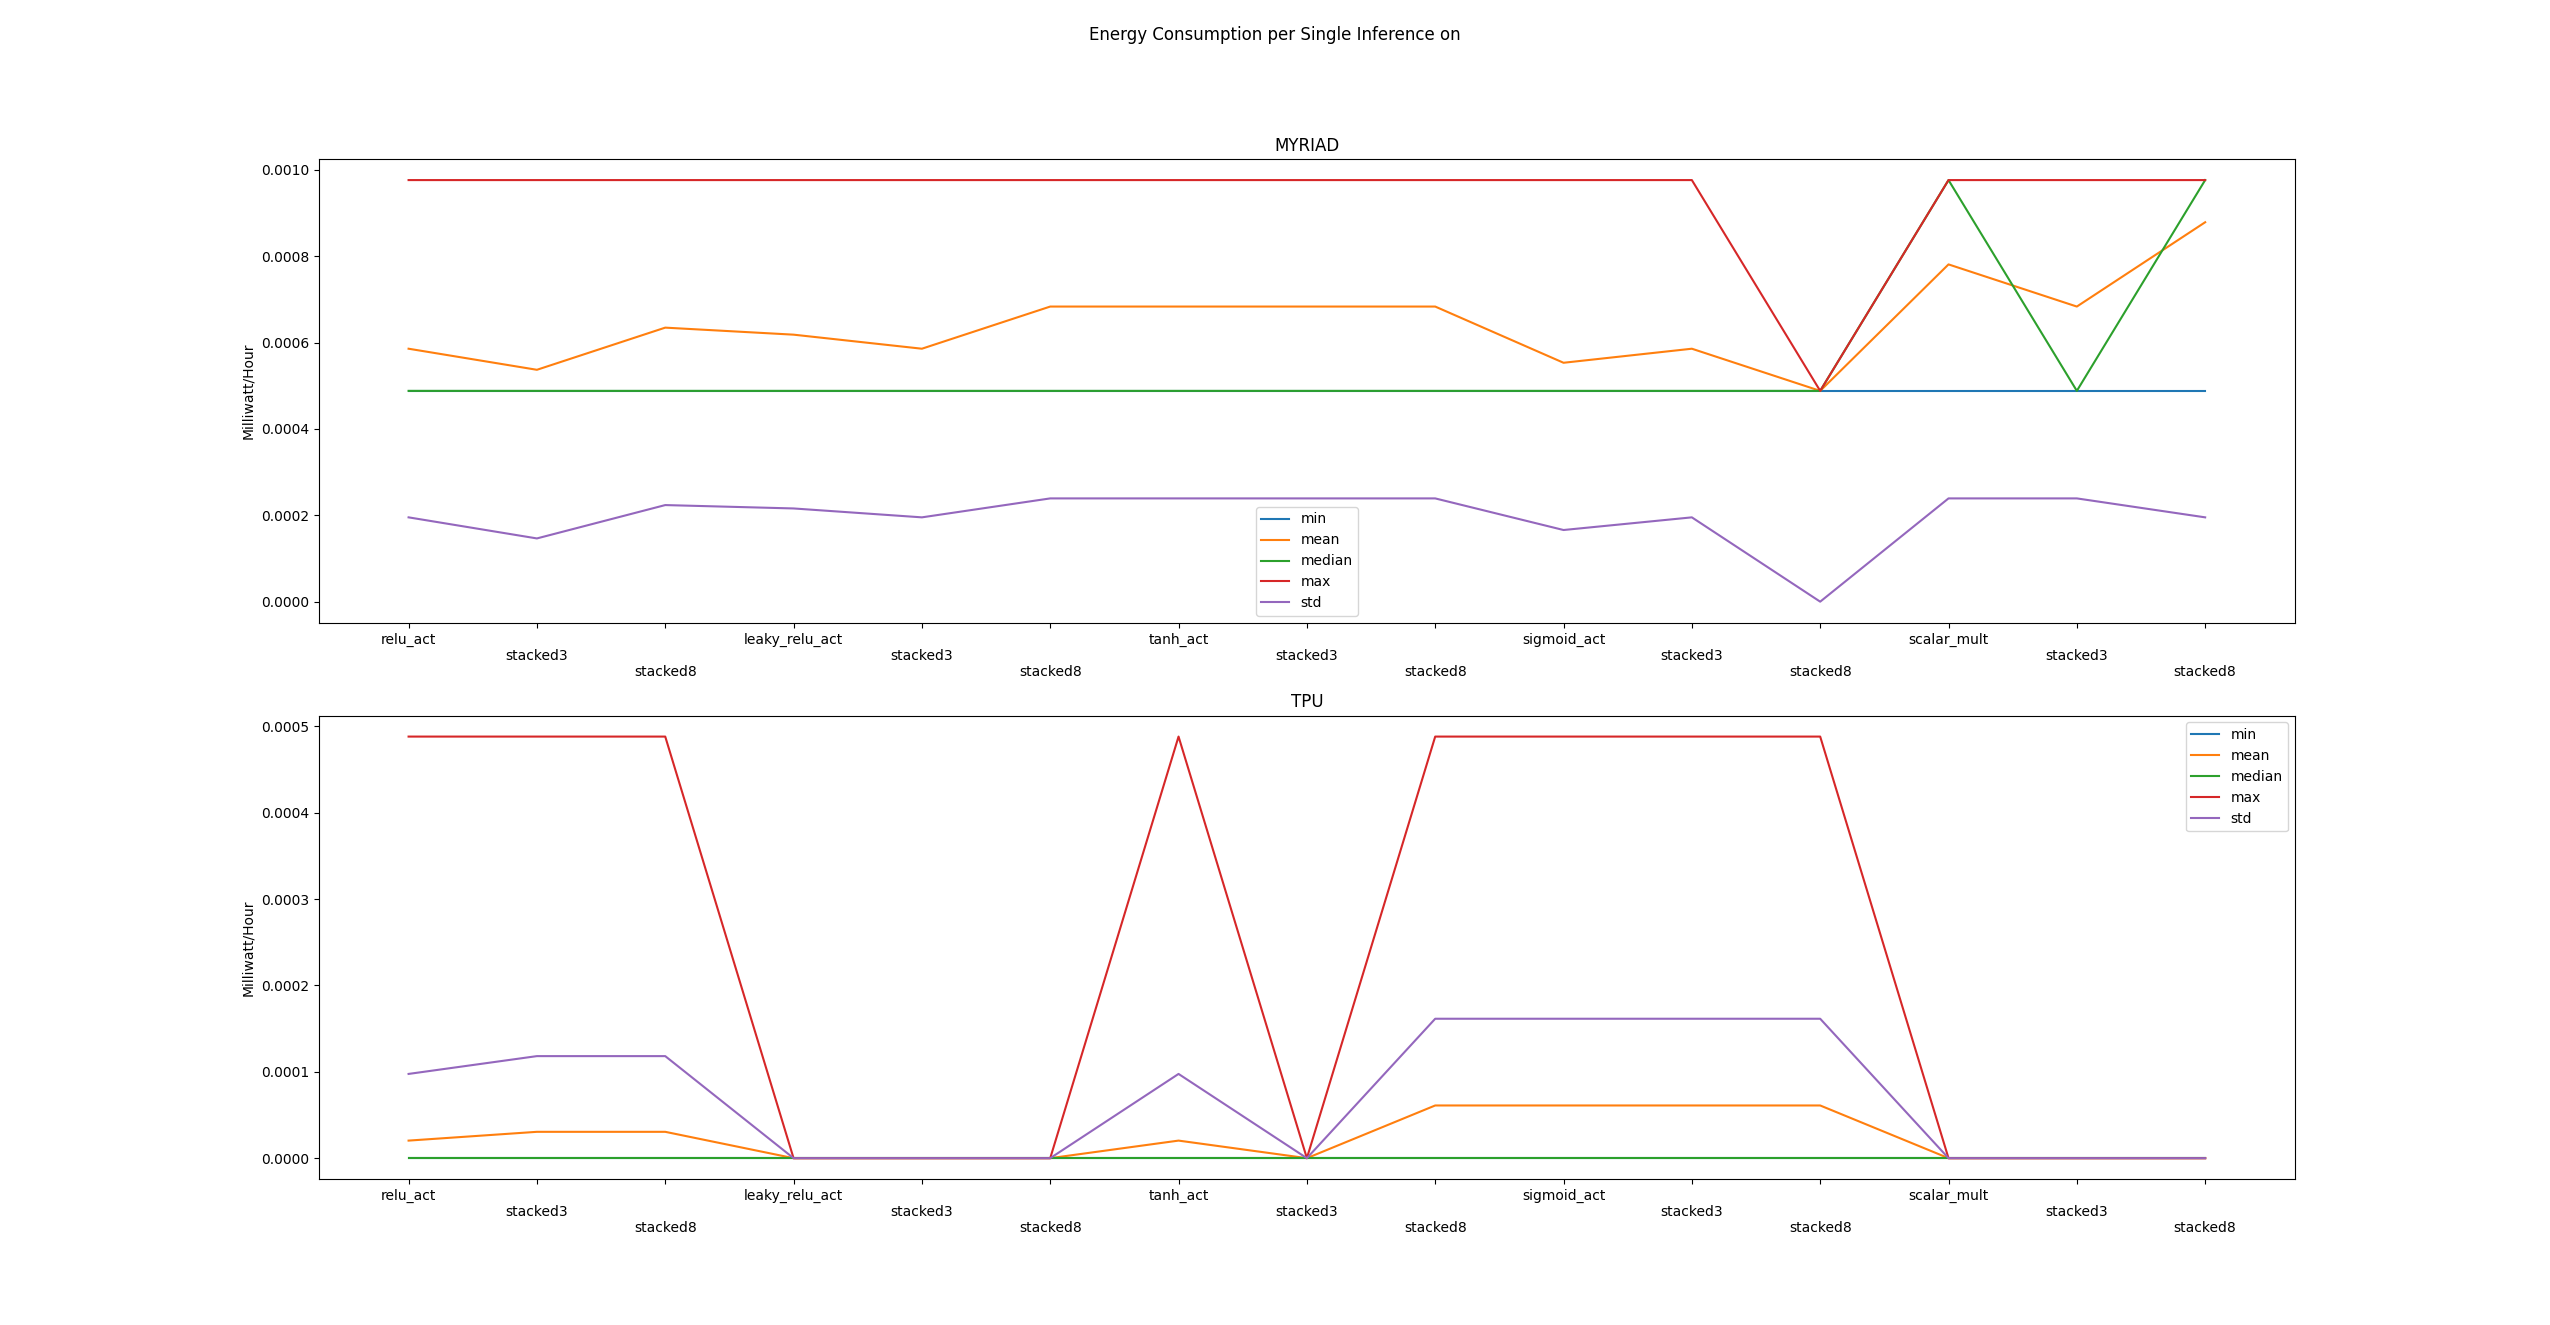 Energy Consumption per Single Inference on
MYRIAD
Milliwatt/Hour
0.0010
0.0008
0.0006
0.0004
0.0002
0.0000
min
mean
median
max
std
relu_act
stacked3
stacked8
leaky_relu_act
stacked3
stacked8
tanh_act
stacked3
stacked8
sigmoid_act
stacked3
stacked8
scalar_mult
stacked3
stacked8
TPU
Milliwatt/Hour
0.0005
0.0004
0.0003
0.0002
0.0001
0.0000
min
mean
median
max
std
relu_act
stacked3
stacked8
leaky_relu_act
stacked3
stacked8
tanh_act
stacked3
stacked8
sigmoid_act
stacked3
stacked8
scalar_mult
stacked3
stacked8